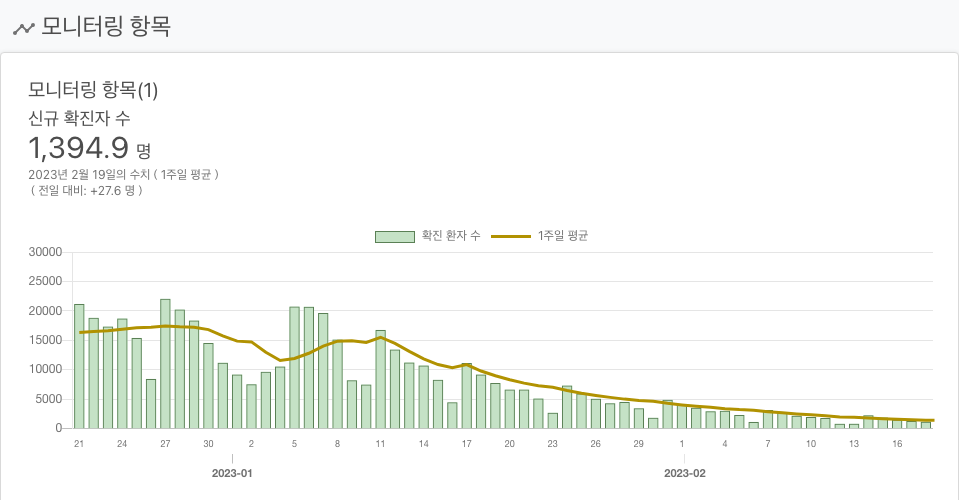 모니터링 항목
모니터링 항목(1)
신규 확진자 수
1,394.9 명
2023년 2월 19일의 수치 ( 1주일 평균 )
( 전일 대비: +27.6 명 )
확진 환자 수 1주일 평균
30000
25000
20000
15000
10000
5000
0
21 24 27 30 2 5 8 11 14 17 20 23 26 29 1 4 7 10 13 16
2023-01 2023-02